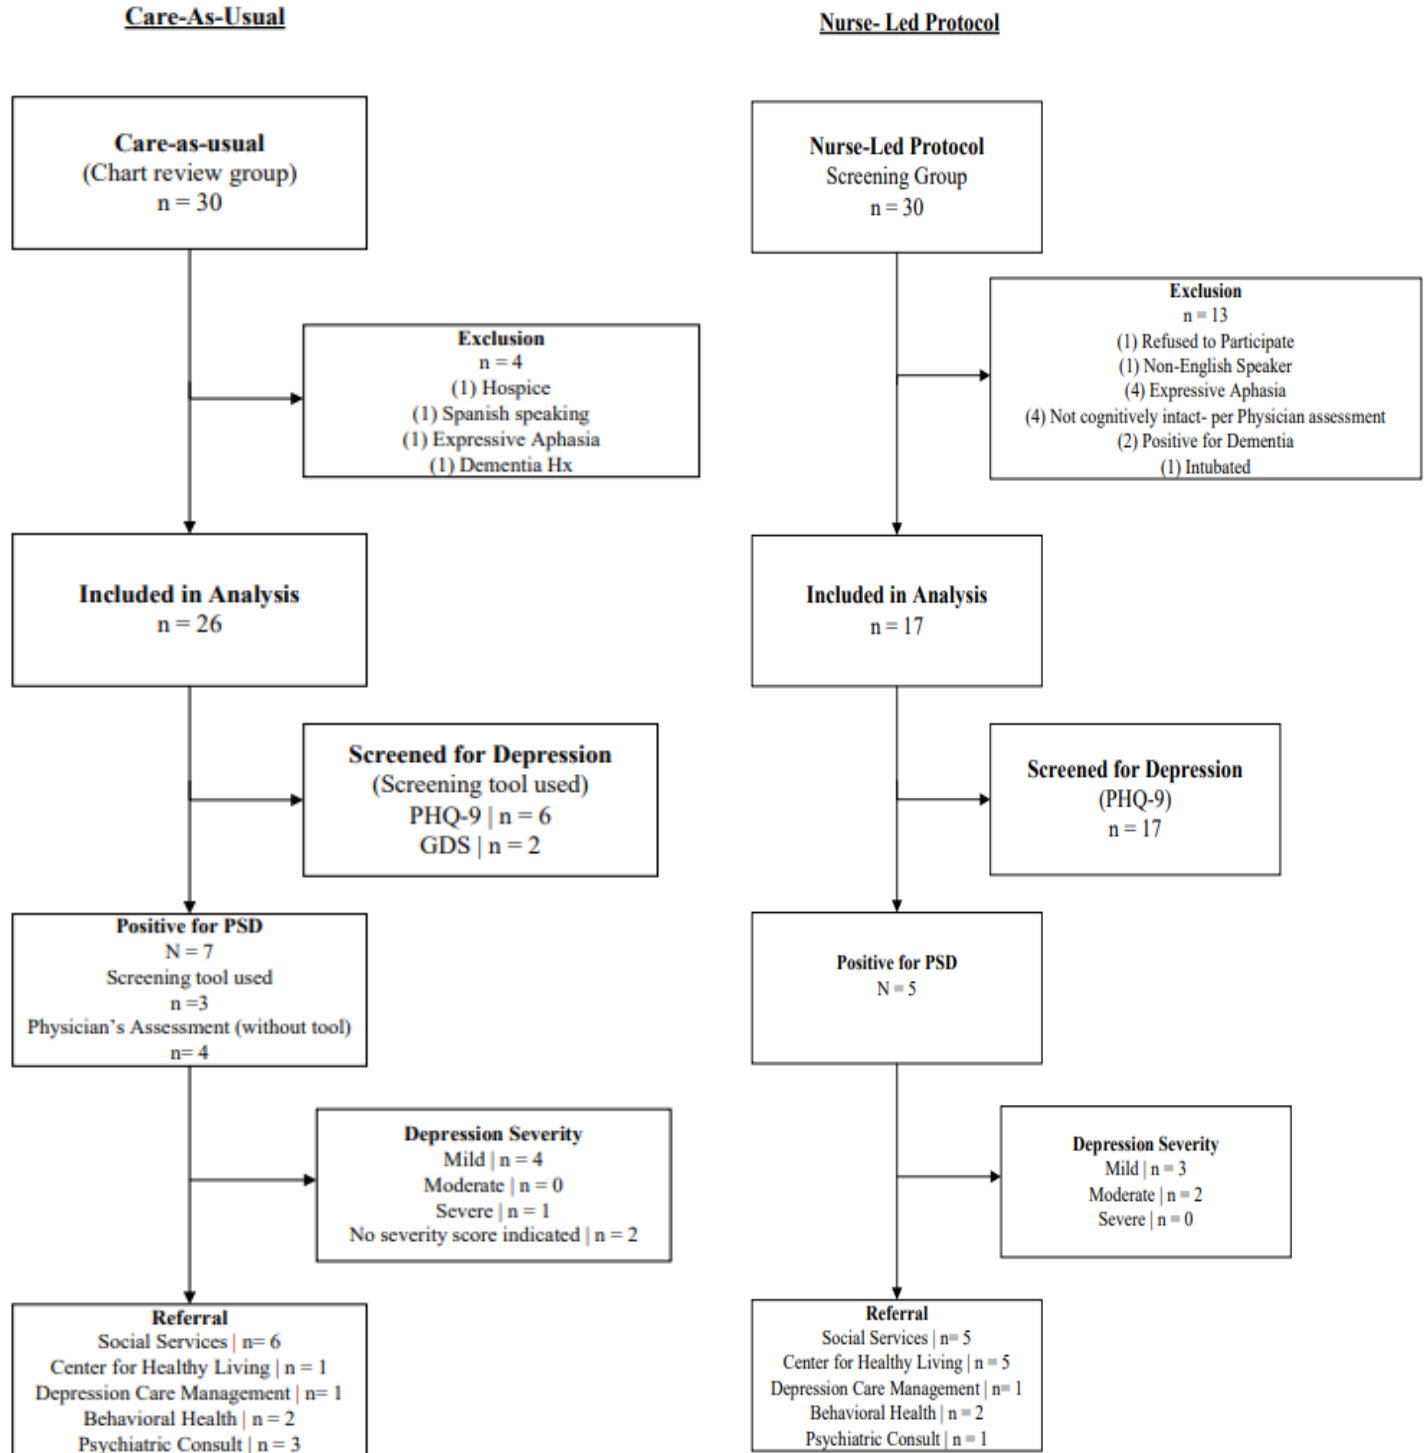 Care-As-Usual
Care-as-usual
(Chart review group)
n = 30
Exclusion
n = 4
(1) Hospice
(1) Spanish speaking
(1) Expressive Aphasia
(1) Dementia Hx
Included in Analysis
n = 26
Screened for Depression
(Screening tool used)
PHQ-9 | n = 6
GDS | n = 2
Positive for PSD
N = 7
Screening tool used
n =3
Physician's Assessment (without tool)
n= 4
Depression Severity
Mild | n = 4
Moderate | n = 0
Severe | n = 1
No severity score indicated | n = 2
Referral
Social Services | n= 6
Center for Healthy Living | n = 1
Depression Care Management | n= 1
Behavioral Health | n = 2
Psychiatric Consult | n = 3
Nurse- Led Protocol
Nurse-Led Protocol
Screening Group
n = 30
Exclusion
n = 13
(1) Refused to Participate
(1) Non-English Speaker
(4) Expressive Aphasia
(4) Not cognitively intact- per Physician assessment
(2) Positive for Dementia
(1) Intubated
Included in Analysis
n = 17
Screened for Depression
(PHQ-9)
n = 17
Positive for PSD
N = 5
Depression Severity
Mild | n = 3
Moderate | n = 2
Severe | n = 0
Referral
Social Services | n= 5
Center for Healthy Living | n = 5
Depression Care Management | n= 1
Behavioral Health | n = 2
Psychiatric Consult | n = 1